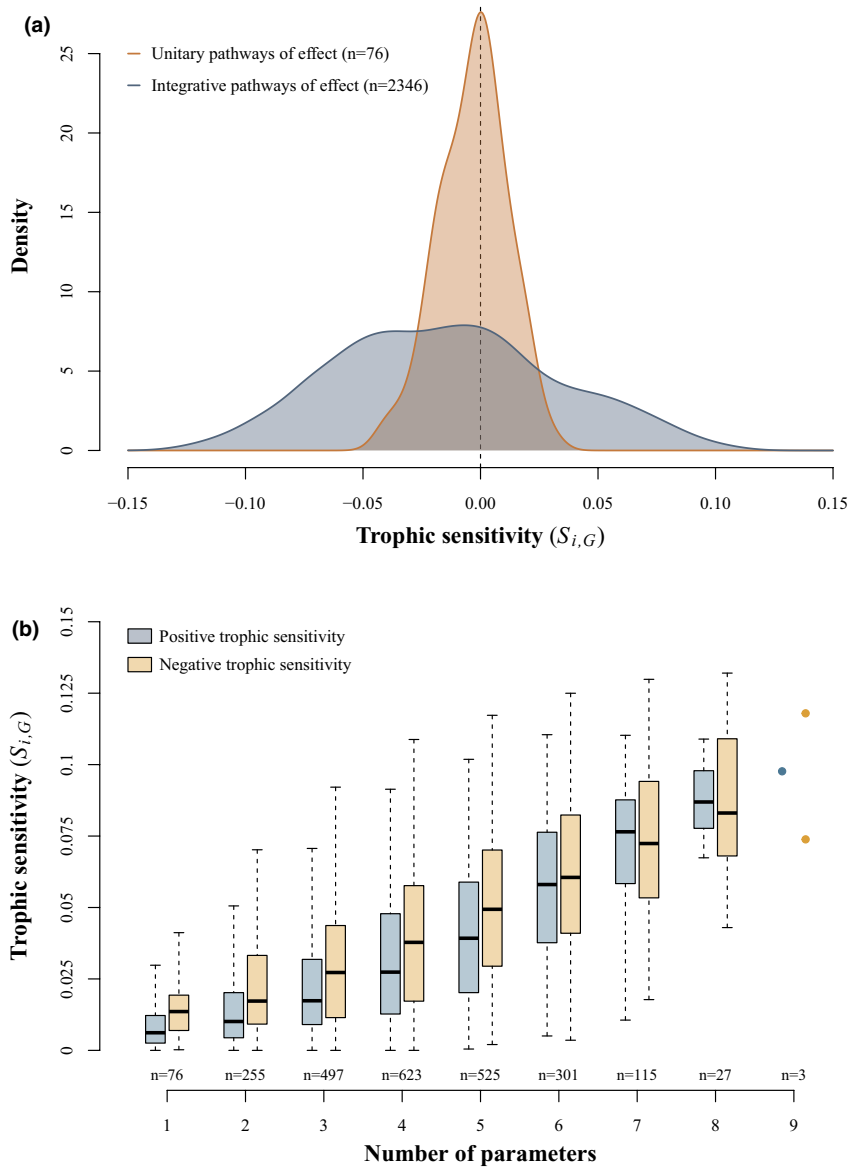 (a)
Unitary pathways of effect (n=76)
Integrative pathways of effect (n=2346)
Density
25
20
15
10
5
0
−0.15 −0.10 −0.05 0.00 0.05 0.10 0.15
Trophic sensitivity (S_{i,G})
(b)
Positive trophic sensitivity
Negative trophic sensitivity
Trophic sensitivity (S_{i,G})
0.15
0.125
0.1
0.075
0.05
0.025
0
n=76 n=255 n=497 n=623 n=525 n=301 n=115 n=27 n=3
1 2 3 4 5 6 7 8 9
Number of parameters